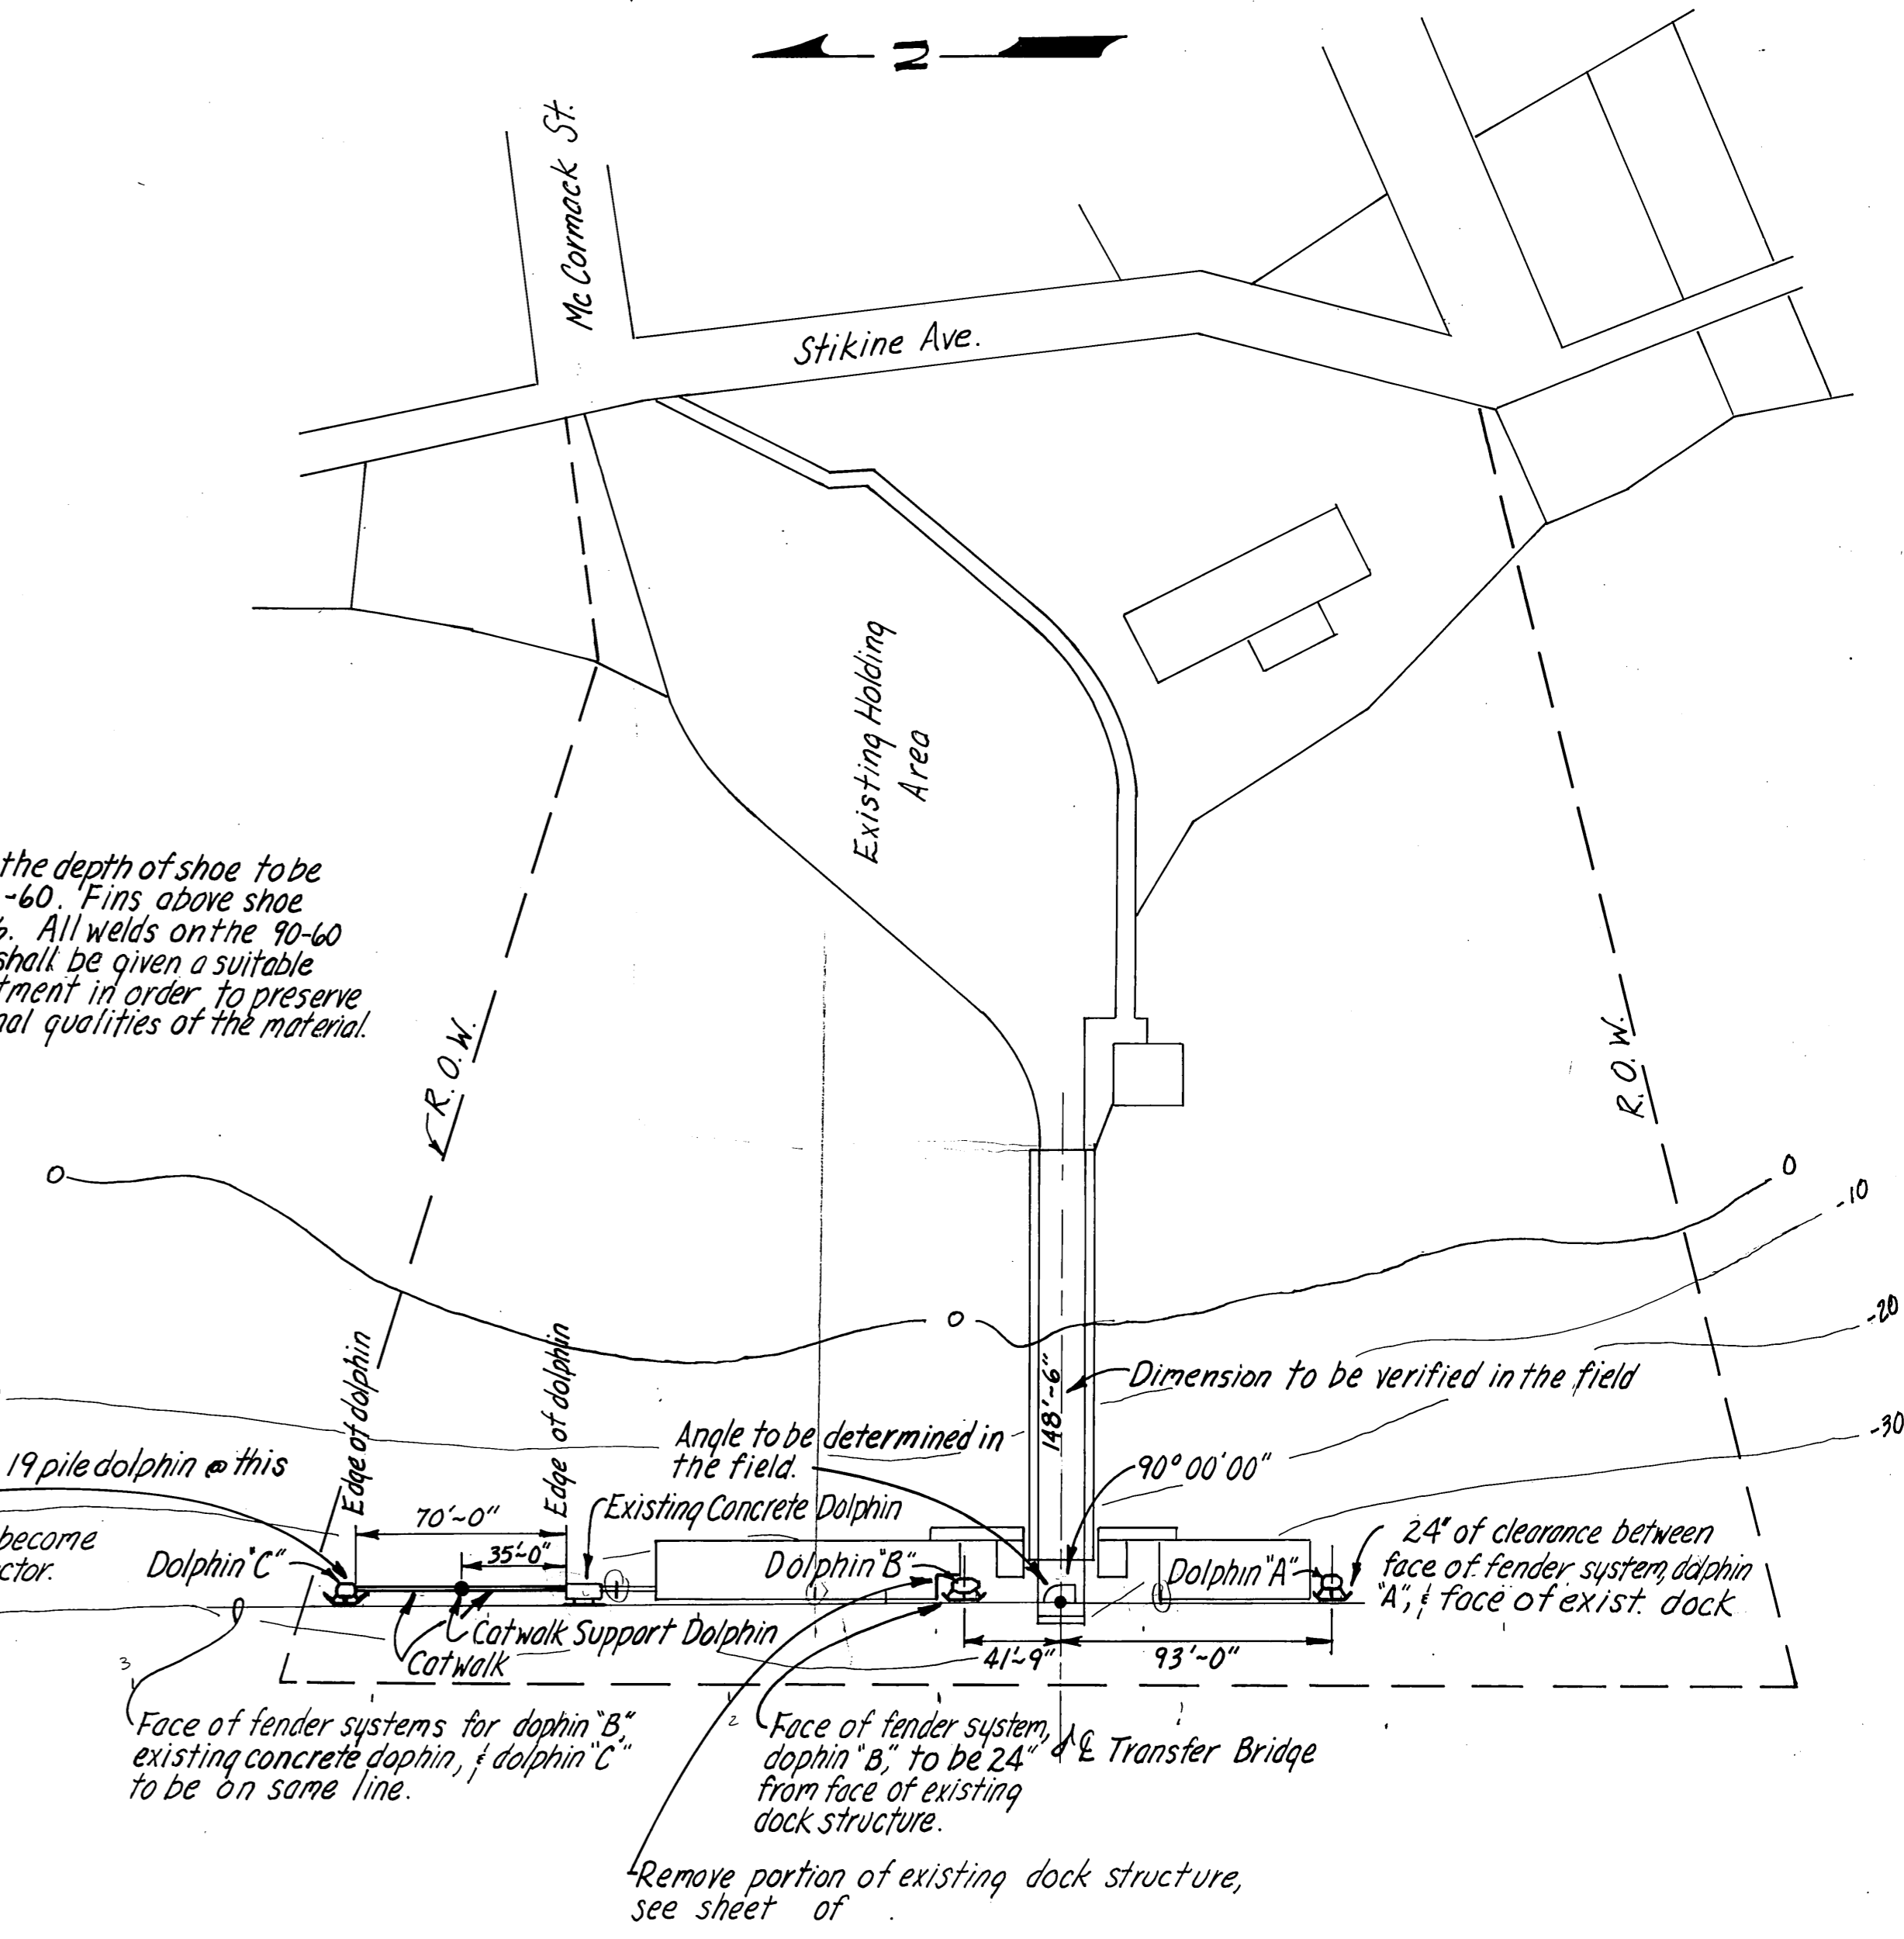 N
Mc Cormack St.
Stikine Ave.
Existing Holding
Area
the depth of shoe to be
-60. Fins above shoe
All welds on the 90-60
shall be given a suitable
tment in order to preserve
nal qualities of the material.
R.O.W.
R.O.W.
0
0
0
-10
-20
-30
Edge of dolphin
Edge of dolphin
148'~6"
Dimension to be verified in the field
Angle to be determined in
the field.
90°00'00"
19 pile dolphin @ this
become
ctor.
70'~0"
35'~0"
Existing Concrete Dolphin
Dolphin "C"
Dolphin "B"
Dolphin "A"
24" of clearance between
face of fender system, dolphin
"A", & face of exist. dock
Catwalk Support Dolphin
Catwalk
41'~9"
93'~0"
3
2
Face of fender systems for dophin "B",
existing concrete dophin, & dolphin "C"
to be on same line.
Face of fender system,
dophin "B", to be 24"
from face of existing
dock structure.
℄ Transfer Bridge
Remove portion of existing dock structure,
see sheet of .